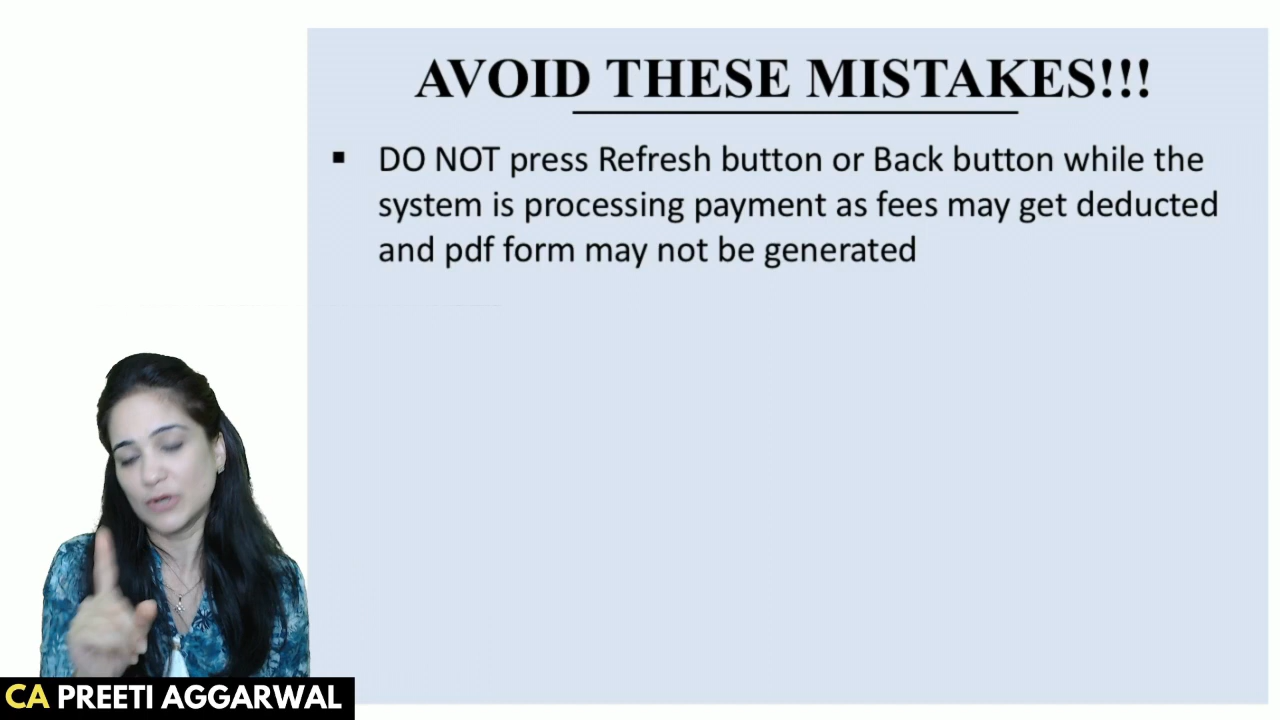 AVOID THESE MISTAKES!!!
▪ DO NOT press Refresh button or Back button while the
system is processing payment as fees may get deducted
and pdf form may not be generated
CA PREETI AGGARWAL